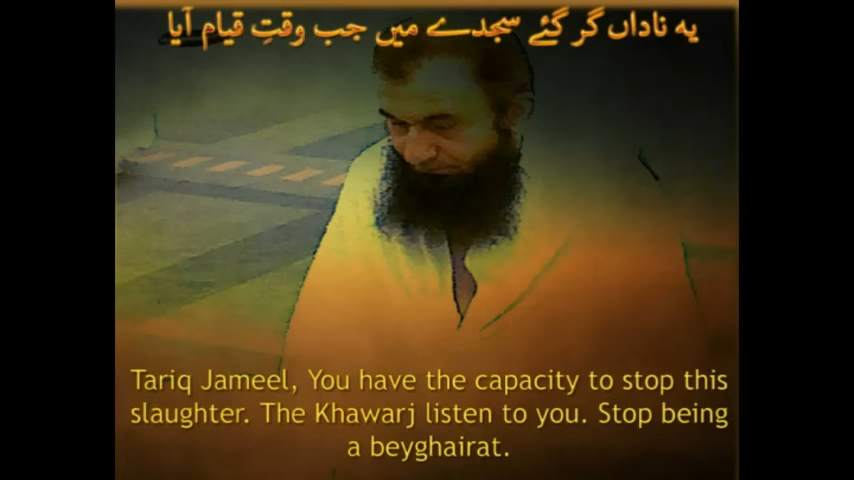 یہ ناداں گر گئے سجدے میں جب وقتِ قیام آیا
Tariq Jameel, You have the capacity to stop this
slaughter. The Khawarj listen to you. Stop being
a beyghairat.